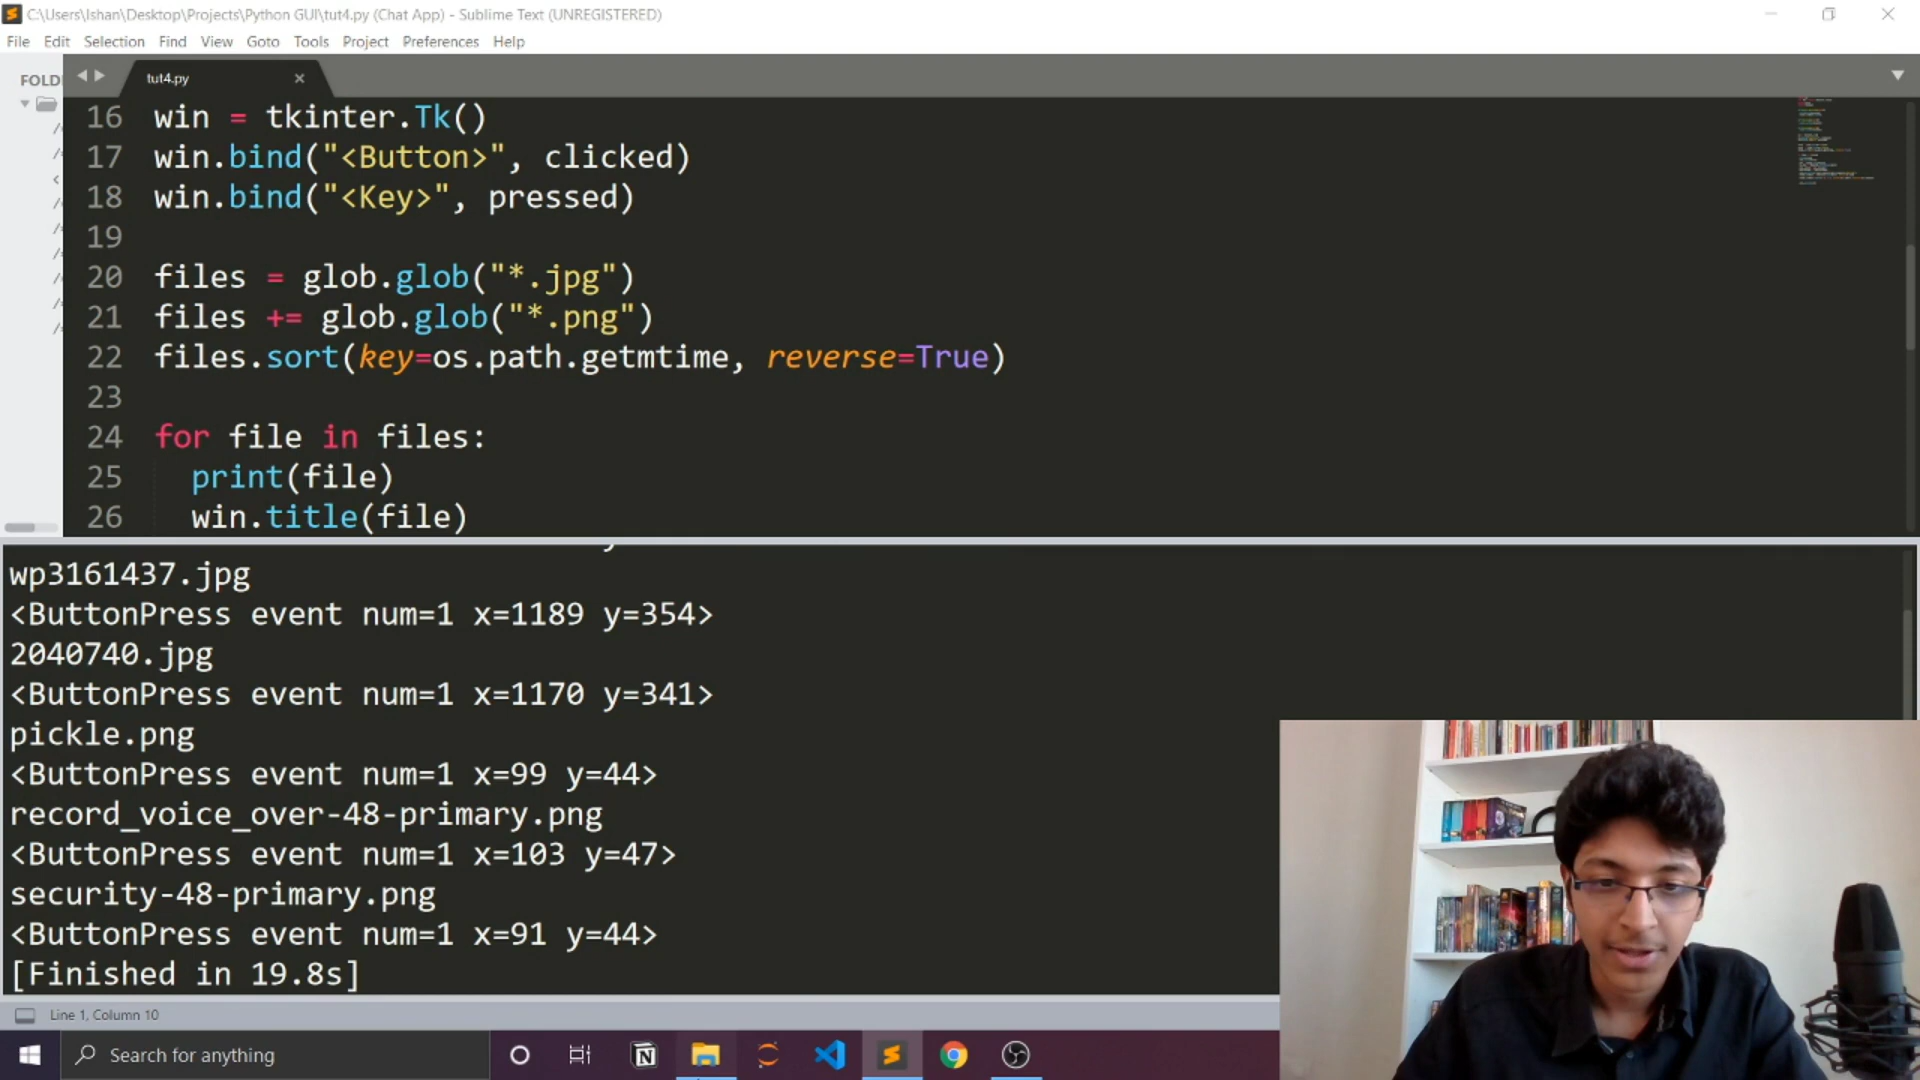 C:\Users\Ishan\Desktop\Projects\Python GUI\tut4.py (Chat App) - Sublime Text (UNREGISTERED)
File Edit Selection Find View Goto Tools Project Preferences Help
FOLD
tut4.py
16 win = tkinter.Tk()
17 win.bind("<Button>", clicked)
18 win.bind("<Key>", pressed)
19
20 files = glob.glob("*.jpg")
21 files += glob.glob("*.png")
22 files.sort(key=os.path.getmtime, reverse=True)
23
24 for file in files:
25 print(file)
26 win.title(file)
wp3161437.jpg
<ButtonPress event num=1 x=1189 y=354>
2040740.jpg
<ButtonPress event num=1 x=1170 y=341>
pickle.png
<ButtonPress event num=1 x=99 y=44>
record_voice_over-48-primary.png
<ButtonPress event num=1 x=103 y=47>
security-48-primary.png
<ButtonPress event num=1 x=91 y=44>
[Finished in 19.8s]
Line 1, Column 10
Search for anything